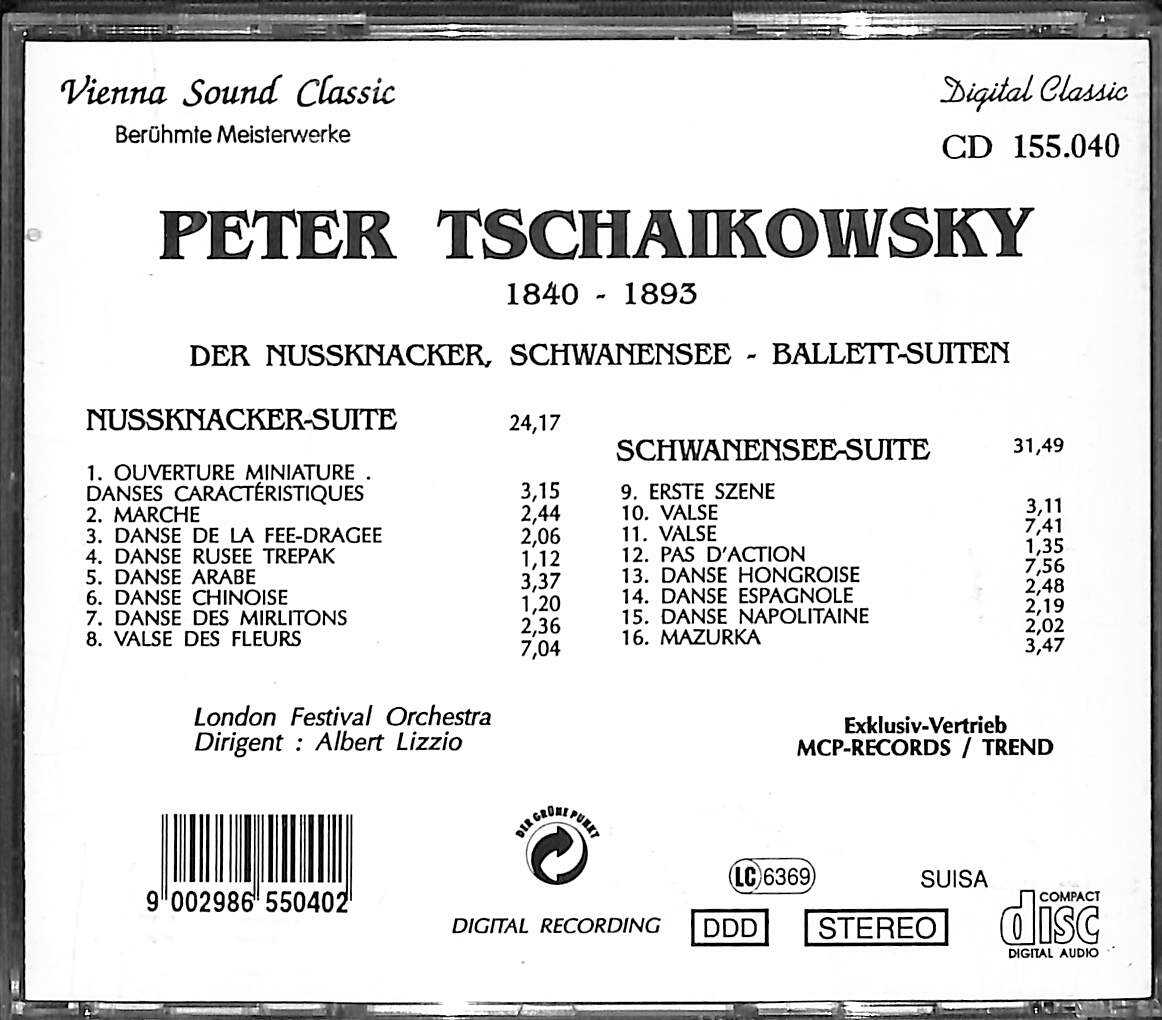 Vienna Sound Classic
Berühmte Meisterwerke
Digital Classic
CD 155.040
PETER TSCHAIKOWSKY
1840 - 1893
DER NUSSKNACKER, SCHWANENSEE - BALLETT-SUITEN
NUSSKNACKER-SUITE 24,17
1. OUVERTURE MINIATURE .
DANSES CARACTÉRISTIQUES 3,15
2. MARCHE 2,44
3. DANSE DE LA FEE-DRAGEE 2,06
4. DANSE RUSEE TREPAK 1,12
5. DANSE ARABE 3,37
6. DANSE CHINOISE 1,20
7. DANSE DES MIRLITONS 2,36
8. VALSE DES FLEURS 7,04
SCHWANENSEE-SUITE 31,49
9. ERSTE SZENE 3,11
10. VALSE 7,41
11. VALSE 1,35
12. PAS D'ACTION 7,56
13. DANSE HONGROISE 2,48
14. DANSE ESPAGNOLE 2,19
15. DANSE NAPOLITAINE 2,02
16. MAZURKA 3,47
London Festival Orchestra
Dirigent : Albert Lizzio
Exklusiv-Vertrieb
MCP-RECORDS / TREND
9 002986 550402
DER GRÜNE PUNKT
LC 6369
SUISA
DIGITAL RECORDING
DDD
STEREO
COMPACT
disc
DIGITAL AUDIO